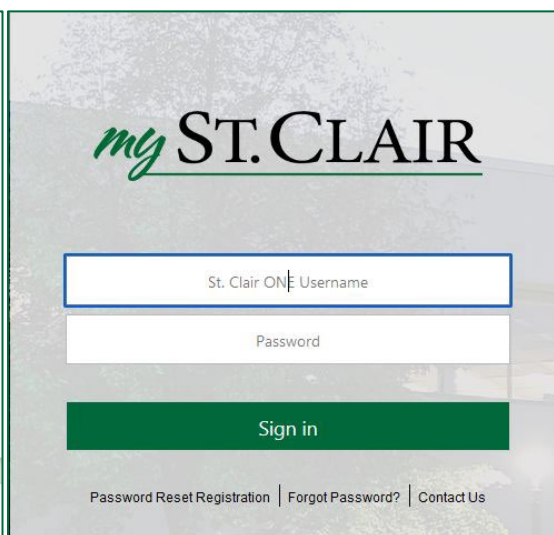 my ST. CLAIR
St. Clair ONE Username
Password
Sign in
Password Reset Registration | Forgot Password? | Contact Us